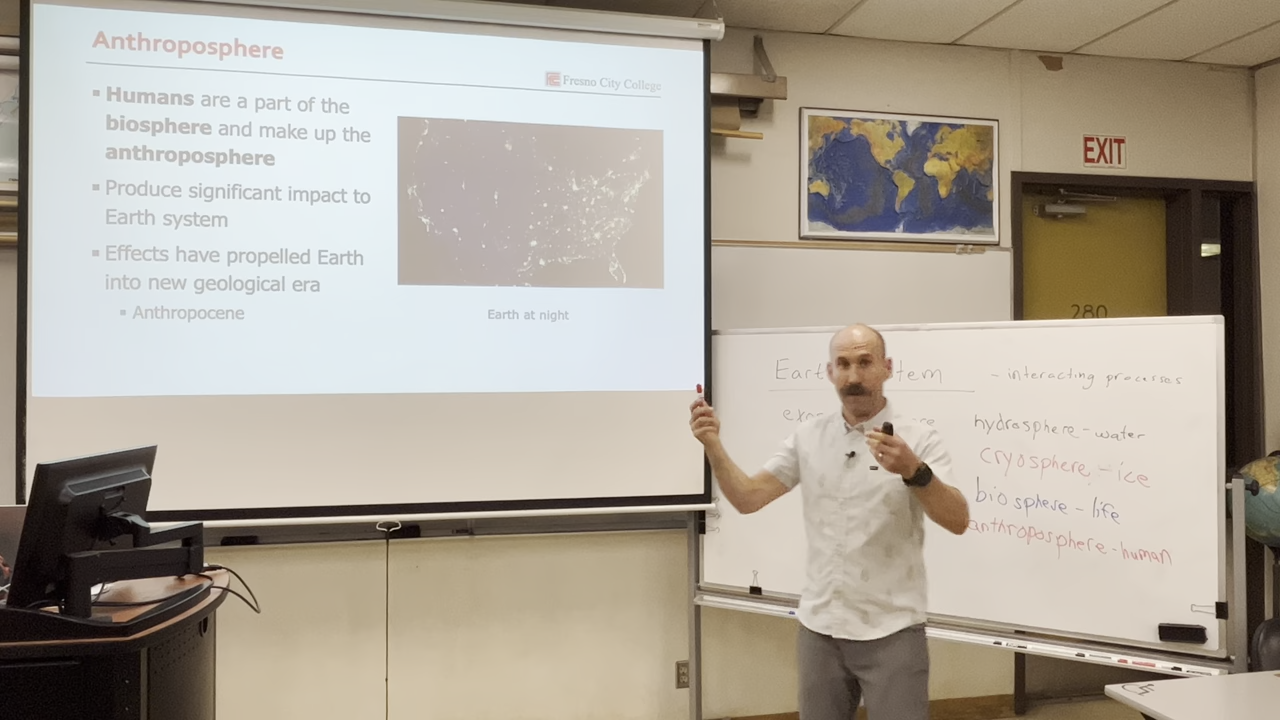 Anthroposphere
Fresno City College
Humans are a part of the
biosphere and make up the
anthroposphere
Produce significant impact to
Earth system
Effects have propelled Earth
into new geological era
Anthropocene
Earth at night
EXIT
280
- interacting processes
hydrosphere - water
cryosphere - ice
biosphere - life
anthroposphere - human